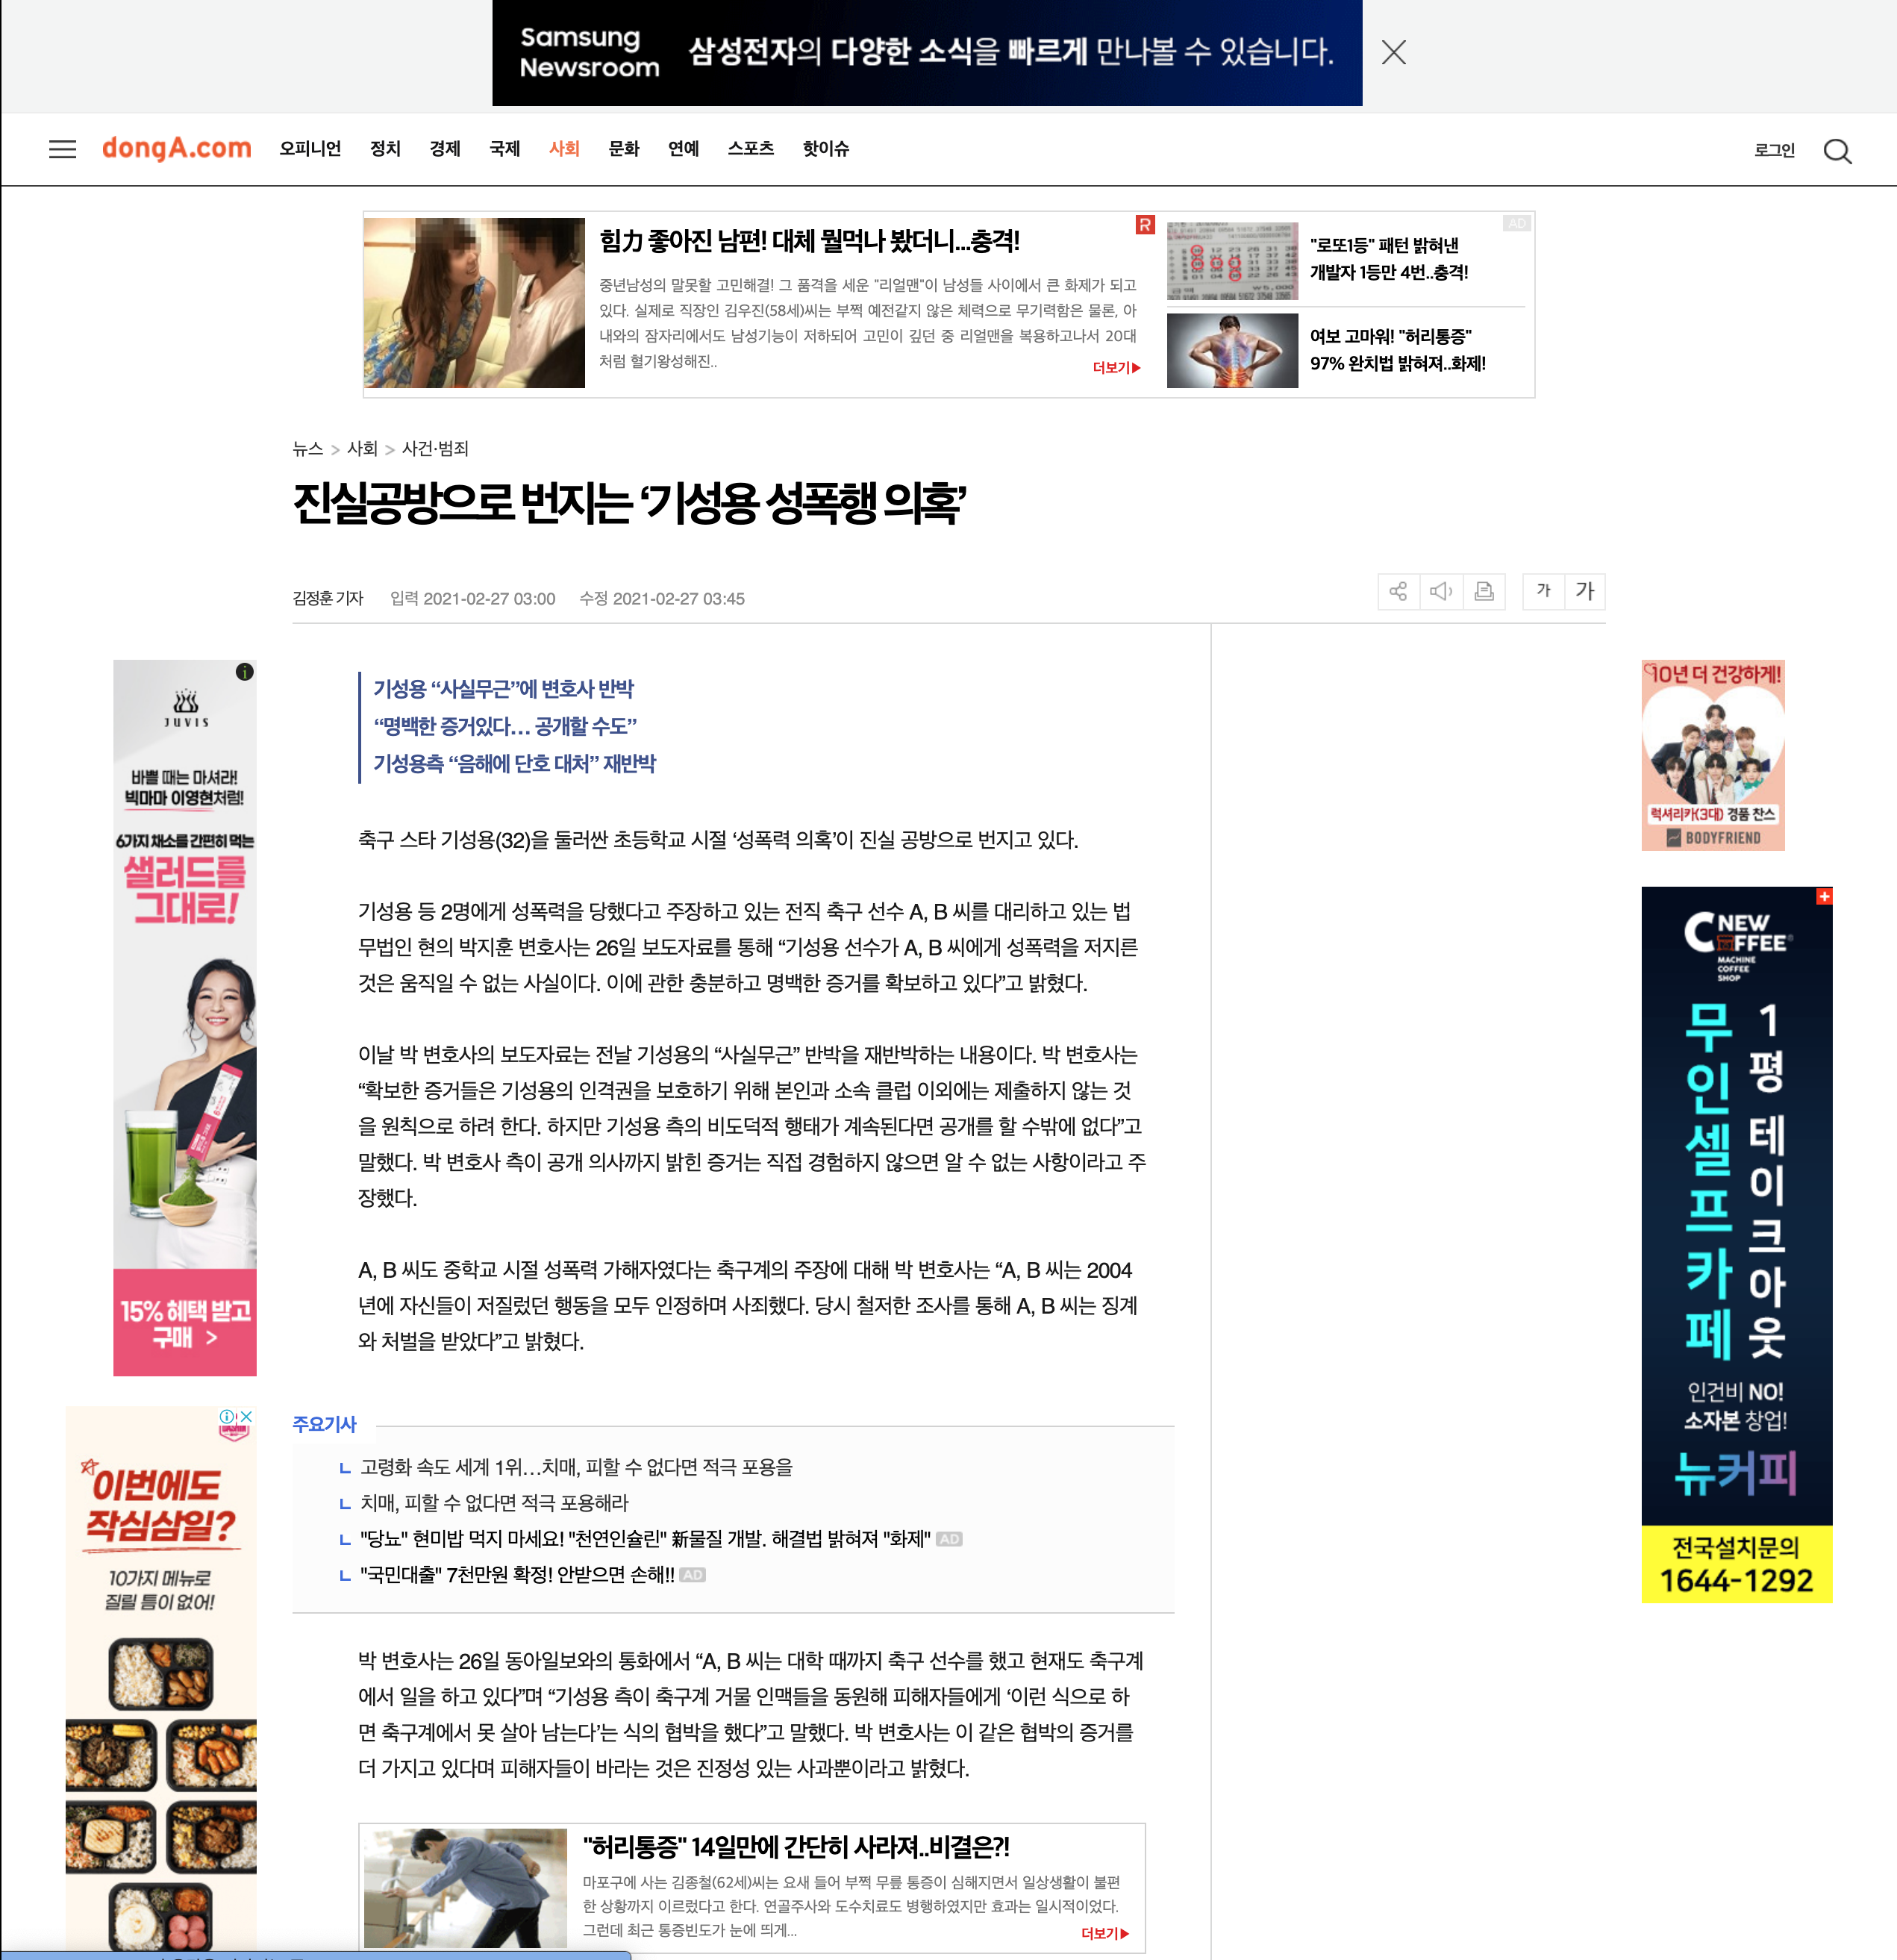 Samsung
Newsroom
삼성전자의 다양한 소식을 빠르게 만나볼 수 있습니다.
dongA.com
오피니언 정치 경제 국제 사회 문화 연예 스포츠 핫이슈
로그인
힘力 좋아진 남편! 대체 뭘먹나 봤더니...충격!
R
중년남성의 말못할 고민해결! 그 품격을 세운 "리얼맨"이 남성들 사이에서 큰 화제가 되고
있다. 실제로 직장인 김우진(58세)씨는 부쩍 예전같지 않은 체력으로 무기력함은 물론, 아
내와의 잠자리에서도 남성기능이 저하되어 고민이 깊던 중 리얼맨을 복용하고나서 20대
처럼 혈기왕성해진..
더보기▶
AD
"로또1등" 패턴 밝혀낸
개발자 1등만 4번..충격!
여보 고마워! "허리통증"
97% 완치법 밝혀져..화제!
뉴스 > 사회 > 사건·범죄
진실공방으로 번지는 ‘기성용 성폭행 의혹’
김정훈 기자 입력 2021-02-27 03:00 수정 2021-02-27 03:45
가 가
기성용 “사실무근”에 변호사 반박
“명백한 증거있다… 공개할 수도”
기성용측 “음해에 단호 대처” 재반박
축구 스타 기성용(32)을 둘러싼 초등학교 시절 ‘성폭력 의혹’이 진실 공방으로 번지고 있다.
기성용 등 2명에게 성폭력을 당했다고 주장하고 있는 전직 축구 선수 A, B 씨를 대리하고 있는 법
무법인 현의 박지훈 변호사는 26일 보도자료를 통해 “기성용 선수가 A, B 씨에게 성폭력을 저지른
것은 움직일 수 없는 사실이다. 이에 관한 충분하고 명백한 증거를 확보하고 있다”고 밝혔다.
이날 박 변호사의 보도자료는 전날 기성용의 “사실무근” 반박을 재반박하는 내용이다. 박 변호사는
“확보한 증거들은 기성용의 인격권을 보호하기 위해 본인과 소속 클럽 이외에는 제출하지 않는 것
을 원칙으로 하려 한다. 하지만 기성용 측의 비도덕적 행태가 계속된다면 공개를 할 수밖에 없다”고
말했다. 박 변호사 측이 공개 의사까지 밝힌 증거는 직접 경험하지 않으면 알 수 없는 사항이라고 주
장했다.
A, B 씨도 중학교 시절 성폭력 가해자였다는 축구계의 주장에 대해 박 변호사는 “A, B 씨는 2004
년에 자신들이 저질렀던 행동을 모두 인정하며 사죄했다. 당시 철저한 조사를 통해 A, B 씨는 징계
와 처벌을 받았다”고 밝혔다.
주요기사
고령화 속도 세계 1위…치매, 피할 수 없다면 적극 포용을
치매, 피할 수 없다면 적극 포용해라
"당뇨" 현미밥 먹지 마세요! "천연인슐린" 新물질 개발. 해결법 밝혀져 "화제" AD
"국민대출" 7천만원 확정! 안받으면 손해!! AD
박 변호사는 26일 동아일보와의 통화에서 “A, B 씨는 대학 때까지 축구 선수를 했고 현재도 축구계
에서 일을 하고 있다”며 “기성용 측이 축구계 거물 인맥들을 동원해 피해자들에게 ‘이런 식으로 하
면 축구계에서 못 살아 남는다’는 식의 협박을 했다”고 말했다. 박 변호사는 이 같은 협박의 증거를
더 가지고 있다며 피해자들이 바라는 것은 진정성 있는 사과뿐이라고 밝혔다.
"허리통증" 14일만에 간단히 사라져..비결은?!
마포구에 사는 김종철(62세)씨는 요새 들어 부쩍 무릎 통증이 심해지면서 일상생활이 불편
한 상황까지 이르렀다고 한다. 연골주사와 도수치료도 병행하였지만 효과는 일시적이었다.
그런데 최근 통증빈도가 눈에 띄게...
더보기▶
JUVIS
바쁠 때는 마셔라!
빅마마 이영현처럼!
6가지 채소를 간편히 먹는
샐러드를
그대로!
15% 혜택 받고
구매 >
이번에도
작심삼일?
10가지 메뉴로
질릴 틈이 없어!
10년 더 건강하게!
럭셔리카(3대) 경품 찬스
BODYFRIEND
NEW
COFFEE
MACHINE
COFFEE
SHOP
1평 테이크아웃
무인셀프카페
인건비 NO!
소자본 창업!
뉴커피
전국설치문의
1644-1292